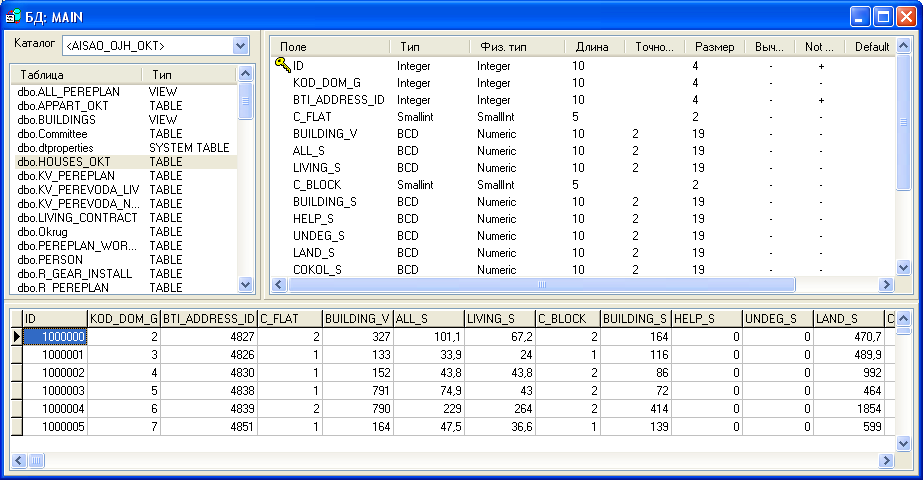 БД: MAIN
Каталог <AISAO_OJH_OKT>
Таблица Тип
dbo.ALL_PEREPLAN VIEW
dbo.APPART_OKT TABLE
dbo.BUILDINGS VIEW
dbo.Committee TABLE
dbo.dtproperties SYSTEM TABLE
dbo.HOUSES_OKT TABLE
dbo.KV_PEREPLAN TABLE
dbo.KV_PEREVODA_LIV TABLE
dbo.KV_PEREVODA_N... TABLE
dbo.LIVING_CONTRACT TABLE
dbo.Okrug TABLE
dbo.PEREPLAN_WOR... TABLE
dbo.PERSON TABLE
dbo.R_GEAR_INSTALL TABLE
dbo.R_PEREPLAN TABLE
Поле Тип Физ. тип Длина Точно... Размер Выч... Not ... Default
ID Integer Integer 10 4 - +
KOD_DOM_G Integer Integer 10 4 - -
BTI_ADDRESS_ID Integer Integer 10 4 - +
C_FLAT Smallint SmallInt 5 2 - -
BUILDING_V BCD Numeric 10 2 19 - -
ALL_S BCD Numeric 10 2 19 - -
LIVING_S BCD Numeric 10 2 19 - -
C_BLOCK Smallint SmallInt 5 2 - -
BUILDING_S BCD Numeric 10 2 19 - -
HELP_S BCD Numeric 10 2 19 - -
UNDEG_S BCD Numeric 10 2 19 - -
LAND_S BCD Numeric 10 2 19 - -
COKOL_S BCD Numeric 10 2 19 - -
ID KOD_DOM_G BTI_ADDRESS_ID C_FLAT BUILDING_V ALL_S LIVING_S C_BLOCK BUILDING_S HELP_S UNDEG_S LAND_S C
1000000 2 4827 2 327 101,1 67,2 2 164 0 0 470,7
1000001 3 4826 1 133 33,9 24 1 116 0 0 489,9
1000002 4 4830 1 152 43,8 43,8 2 86 0 0 992
1000003 5 4838 1 791 74,9 43 2 72 0 0 464
1000004 6 4839 2 790 229 264 2 414 0 0 1854
1000005 7 4851 1 164 47,5 36,6 1 139 0 0 599